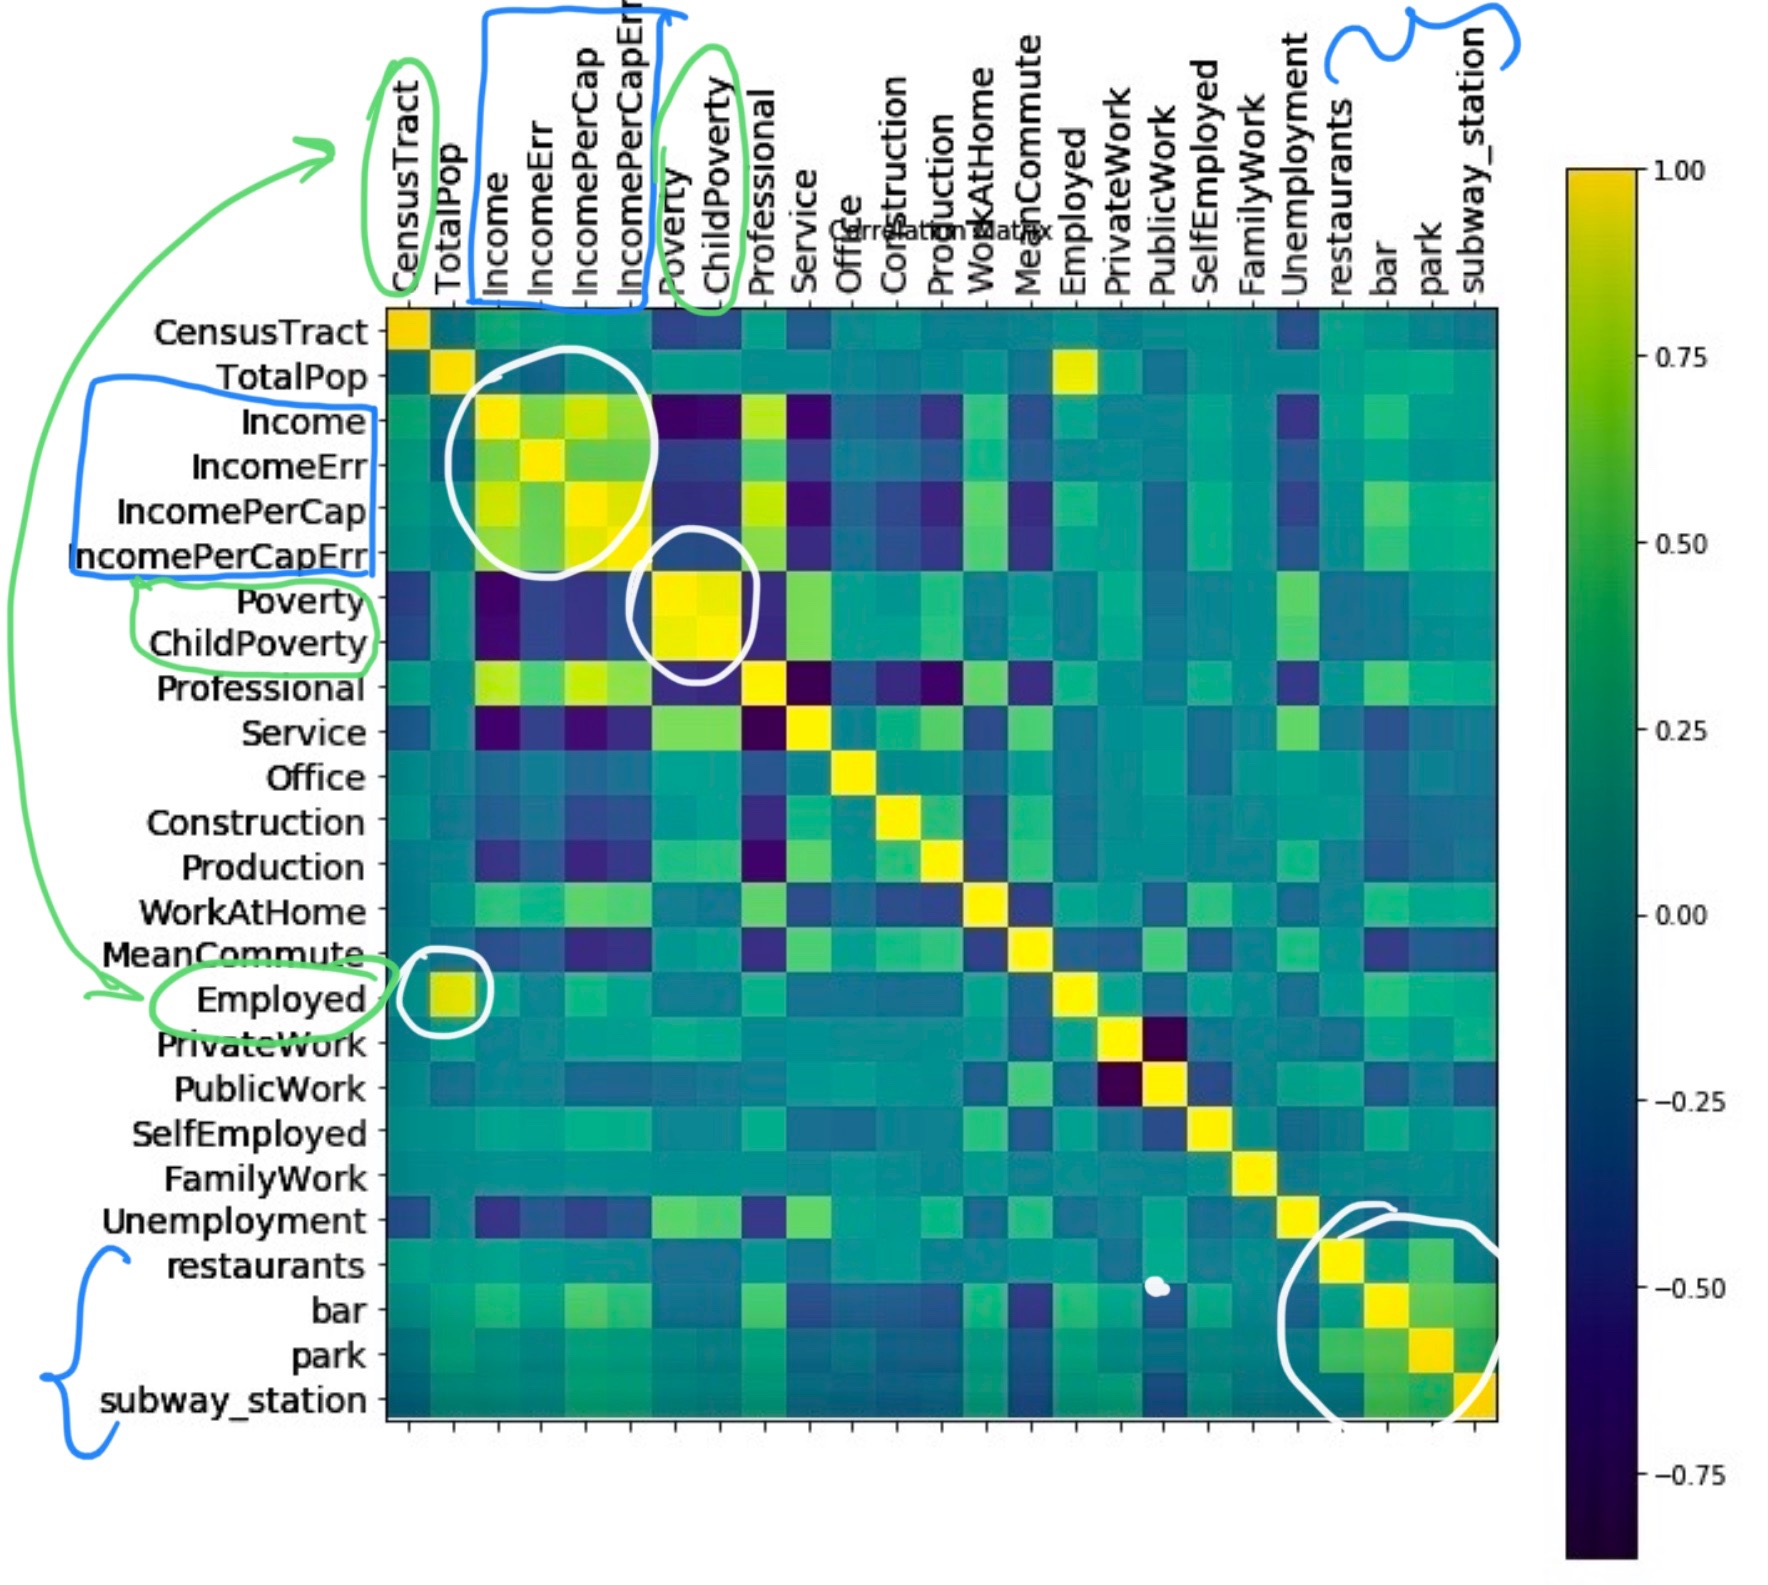 CensusTract
TotalPop
Income
IncomeErr
IncomePerCap
IncomePerCapErr
Poverty
ChildPoverty
Professional
Service
Office
Construction
Production
WorkAtHome
MeanCommute
Employed
PrivateWork
PublicWork
SelfEmployed
FamilyWork
Unemployment
restaurants
bar
park
subway_station
Correlation Matrix
CensusTract
TotalPop
Income
IncomeErr
IncomePerCap
IncomePerCapErr
Poverty
ChildPoverty
Professional
Service
Office
Construction
Production
WorkAtHome
MeanCommute
Employed
PrivateWork
PublicWork
SelfEmployed
FamilyWork
Unemployment
restaurants
bar
park
subway_station
1.00
0.75
0.50
0.25
0.00
−0.25
−0.50
−0.75